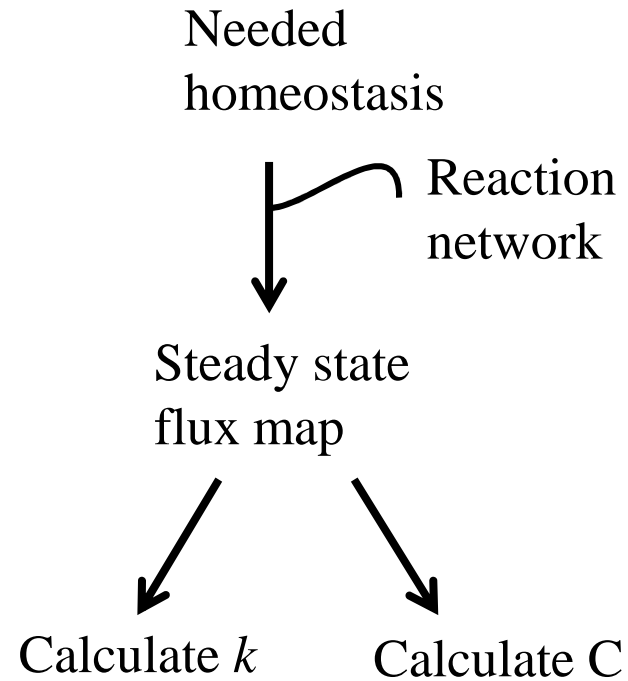 Needed
homeostasis
Reaction
network
Steady state
flux map
Calculate k
Calculate C